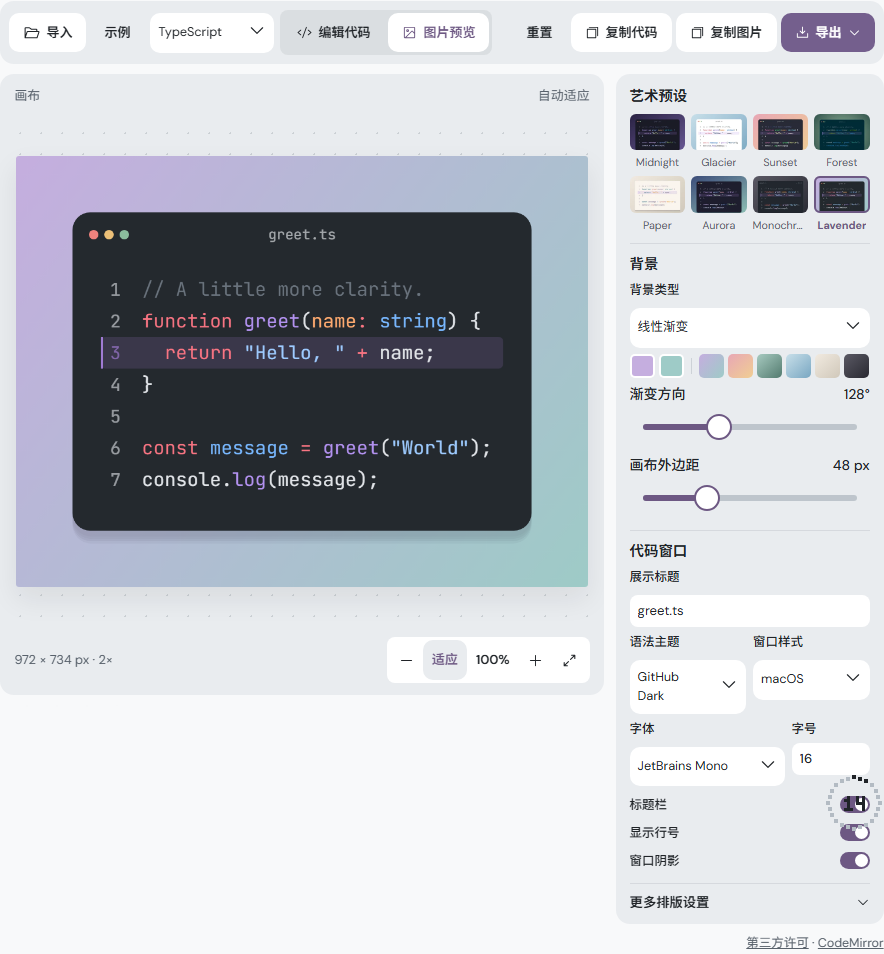 导入 示例 TypeScript 编辑代码 图片预览 重置 复制代码 复制图片 导出
画布 自动适应
greet.ts
1 // A little more clarity.
2 function greet(name: string) {
3 return "Hello, " + name;
4 }
5
6 const message = greet("World");
7 console.log(message);
972 × 734 px · 2×
适应 100%
艺术预设
Midnight Glacier Sunset Forest
Paper Aurora Monochr... Lavender
背景
背景类型
线性渐变
渐变方向 128°
画布外边距 48 px
代码窗口
展示标题
greet.ts
语法主题 窗口样式
GitHub Dark macOS
字体 字号
JetBrains Mono 16
标题栏 14
显示行号
窗口阴影
更多排版设置
第三方许可 · CodeMirror